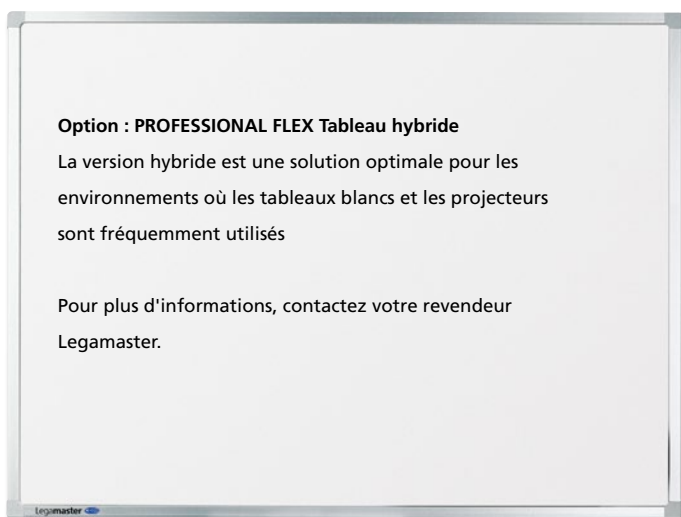 Option : PROFESSIONAL FLEX Tableau hybride
La version hybride est une solution optimale pour les
environnements où les tableaux blancs et les projecteurs
sont fréquemment utilisés
Pour plus d'informations, contactez votre revendeur
Legamaster.
Legamaster